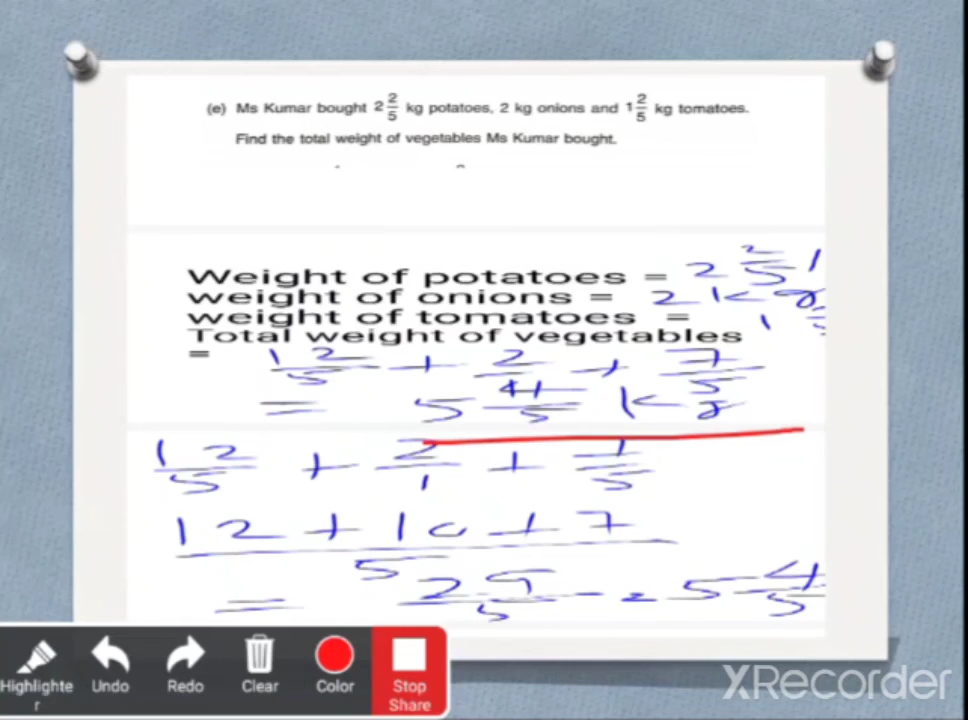 (e) Ms Kumar bought 2 2/5 kg potatoes, 2 kg onions and 1 2/5 kg tomatoes.
Find the total weight of vegetables Ms Kumar bought.
Weight of potatoes = 2 2/5
weight of onions = 2 kg
weight of tomatoes = 1
Total weight of vegetables
= 12/5 + 2 + 7/5
= 5 4/5 kg
12/5 + 2/1 + 7/5
12 + 10 + 7
5
= 29/5 = 5 4/5
Highlighter Undo Redo Clear Color Stop Share
XRecorder